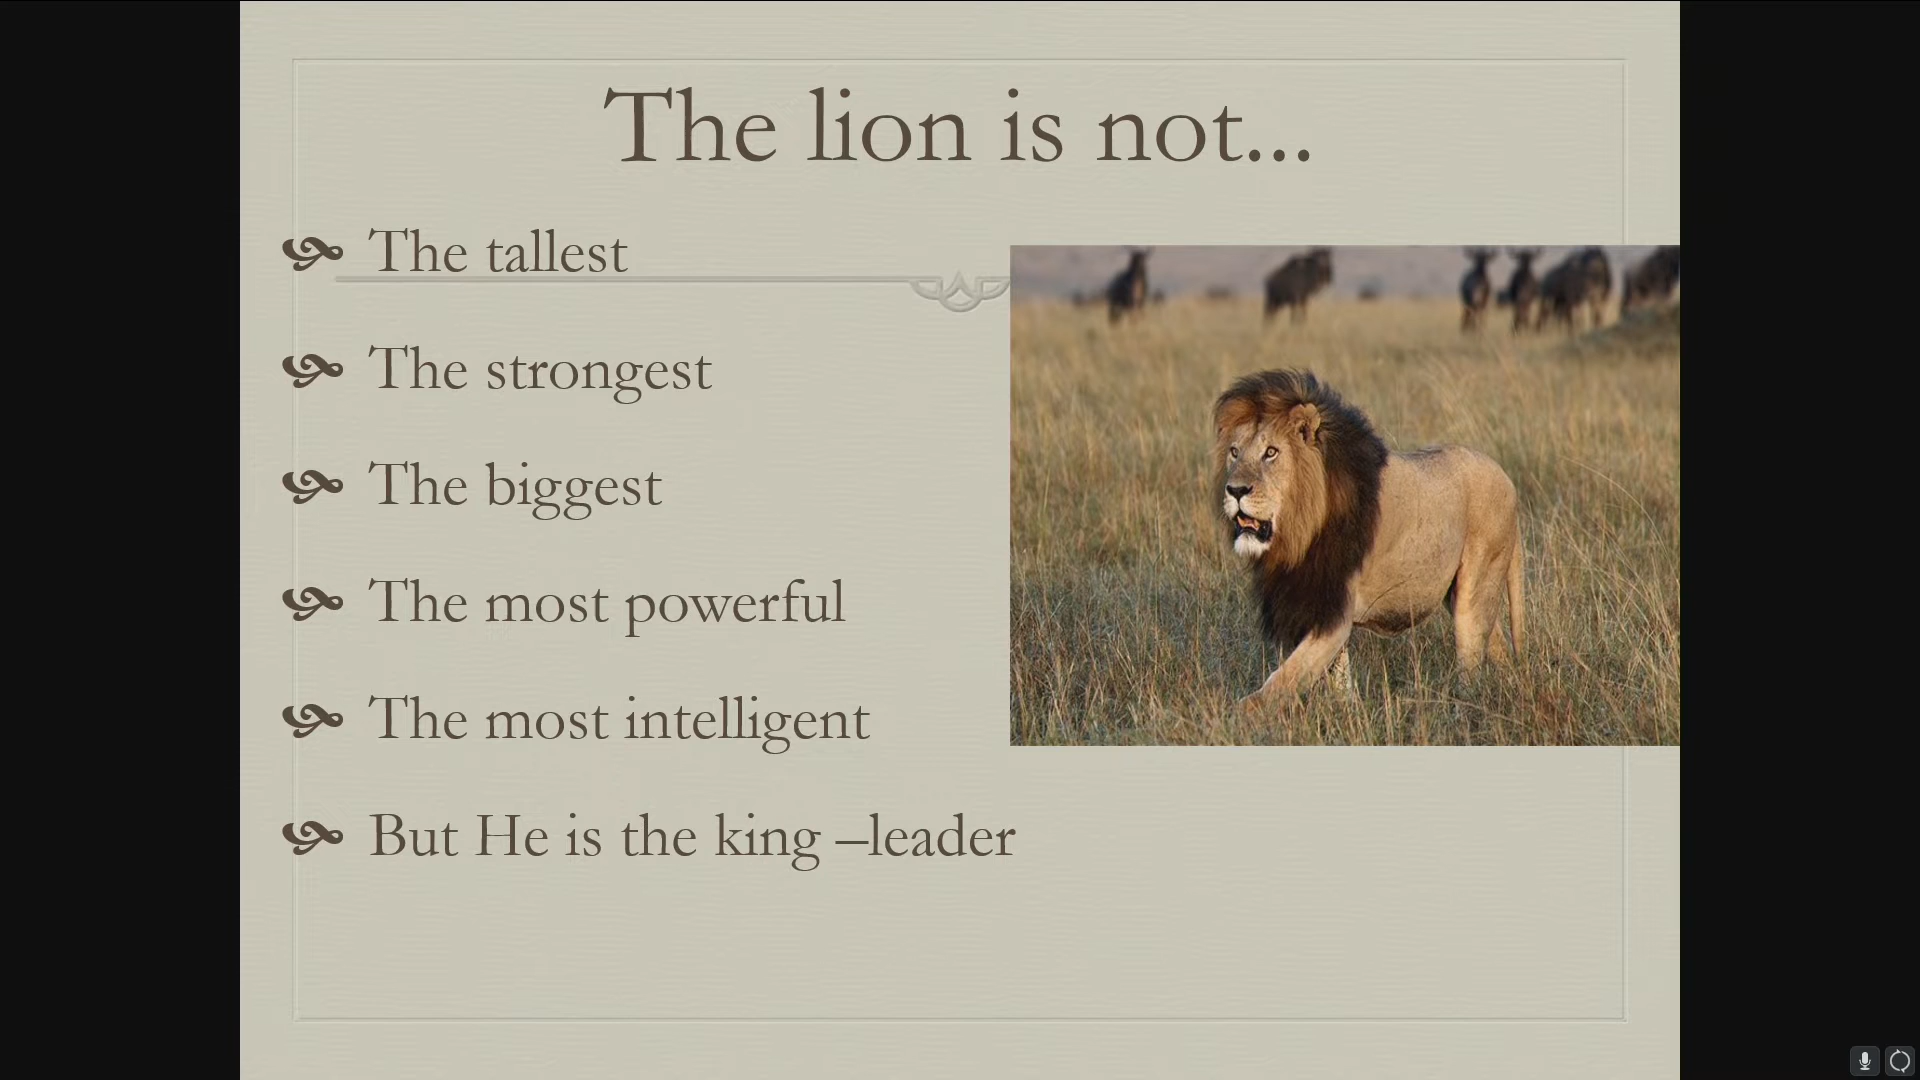 The lion is not...
The tallest
The strongest
The biggest
The most powerful
The most intelligent
But He is the king –leader